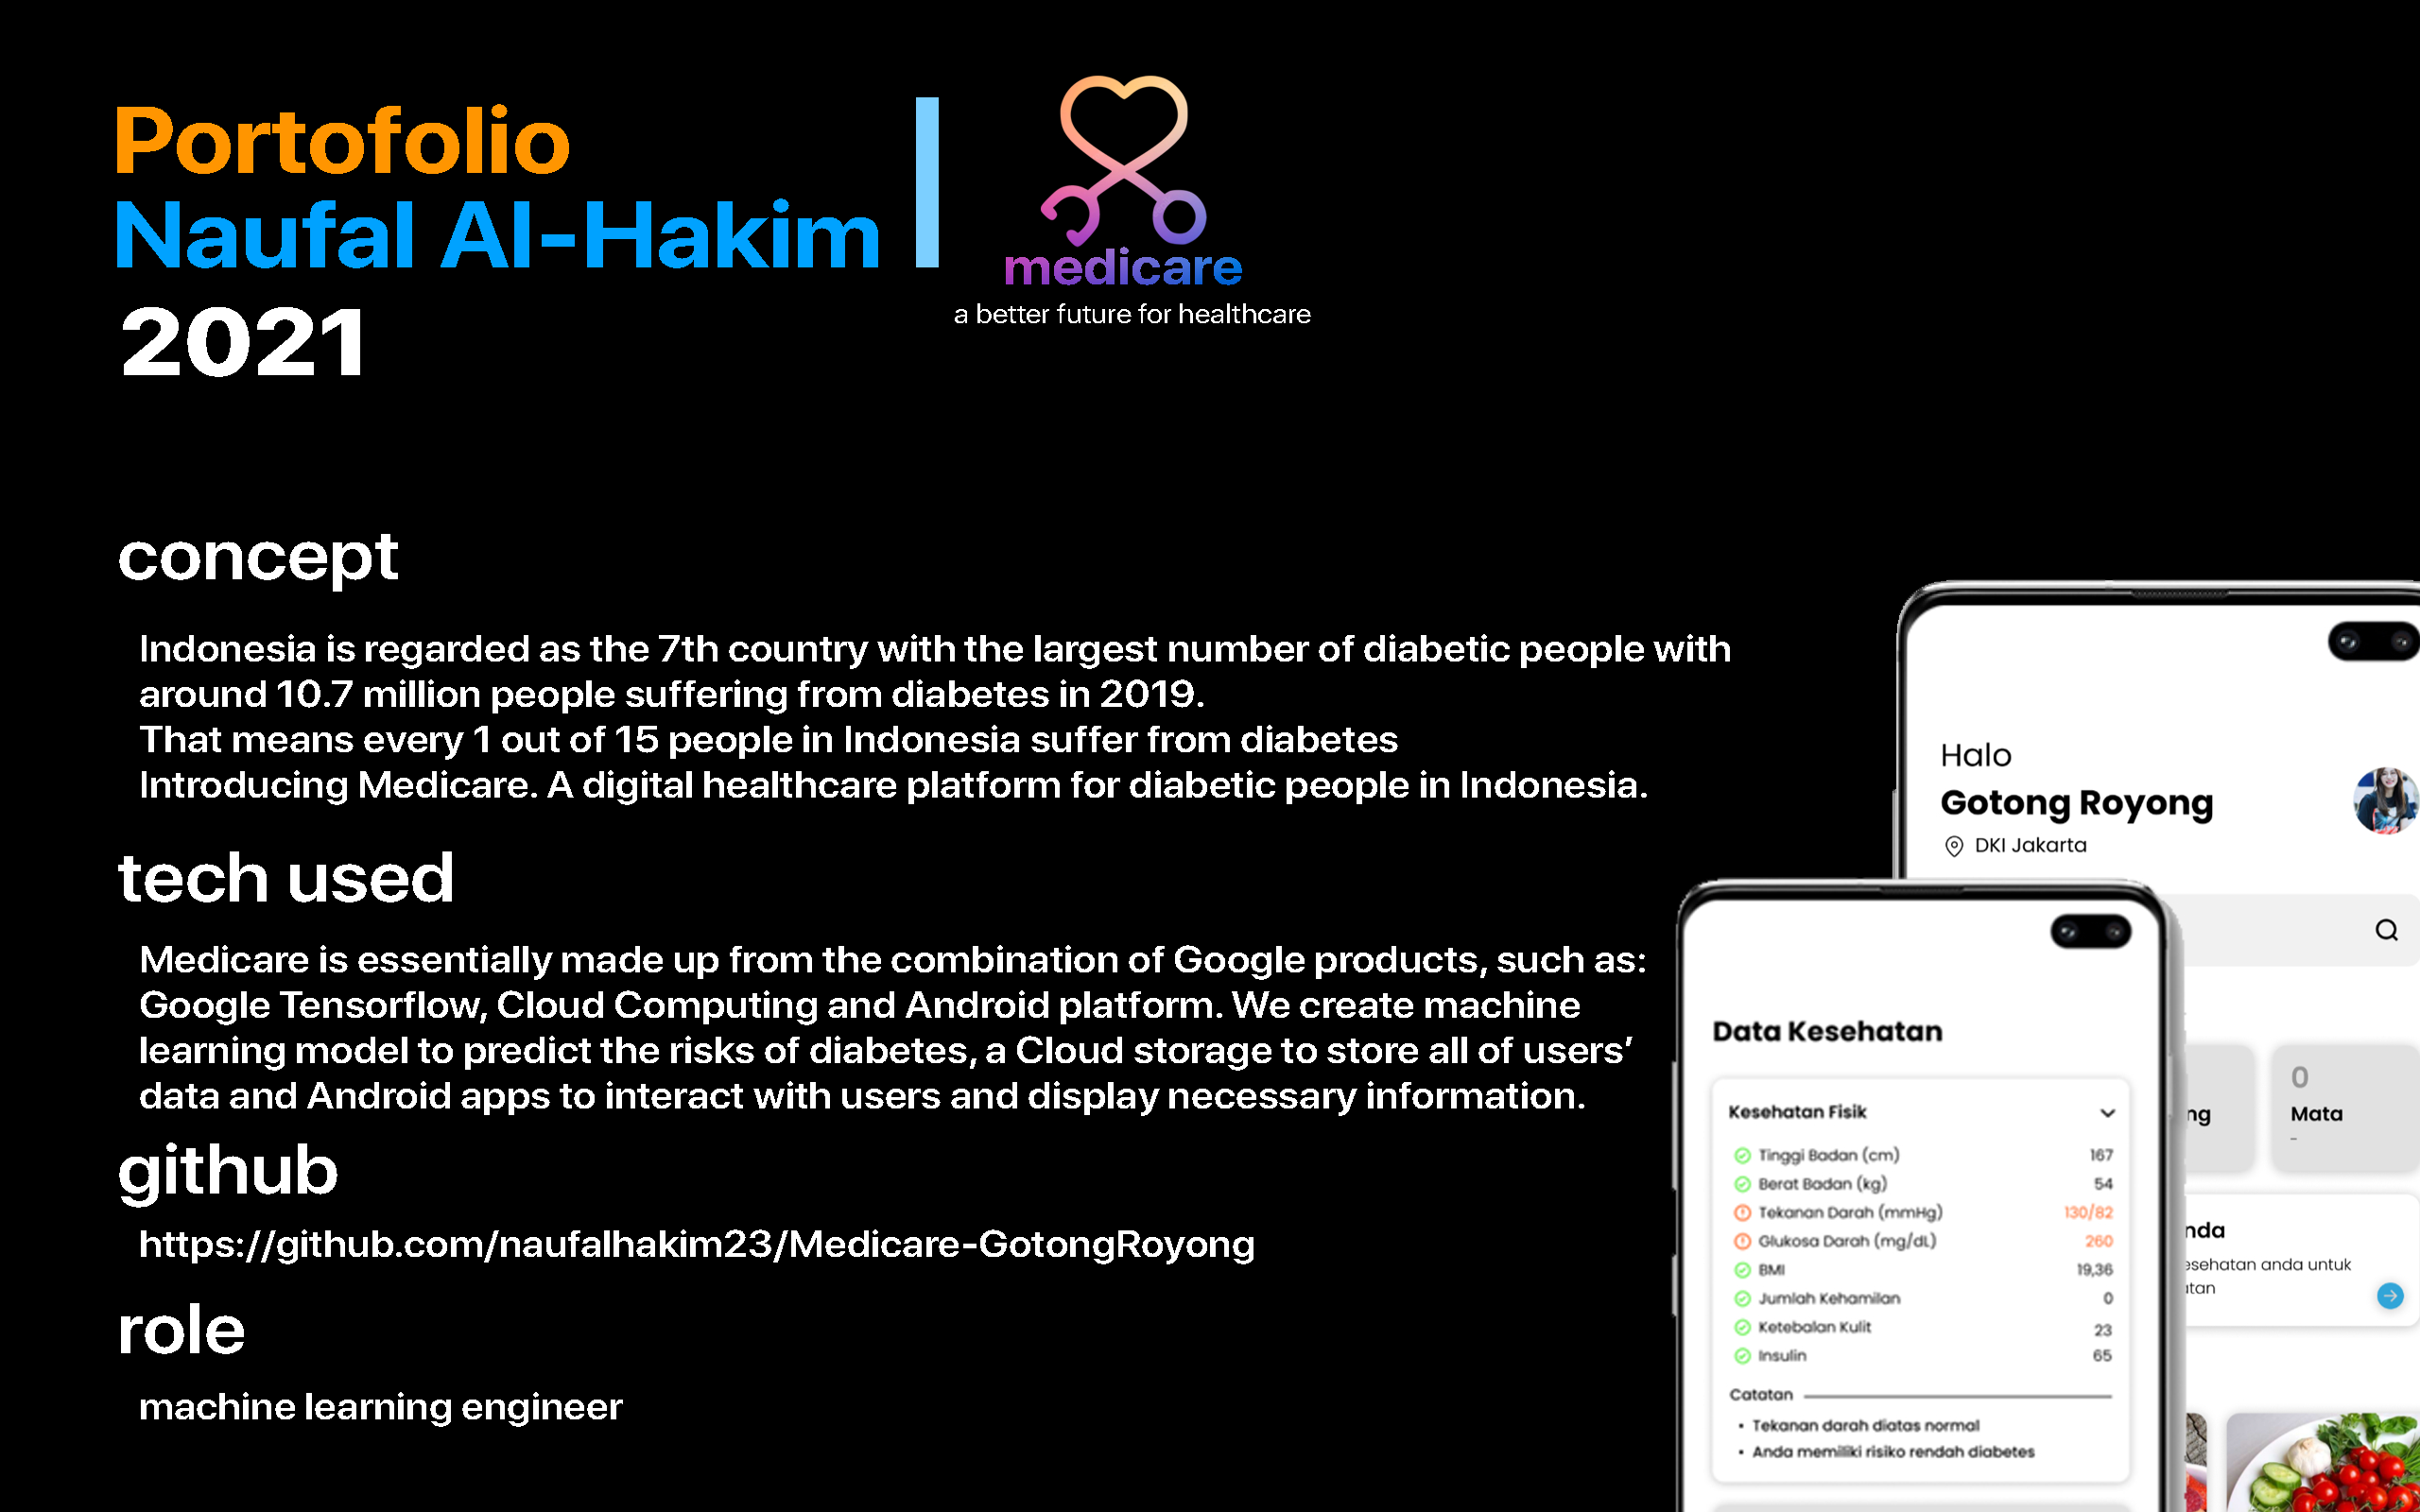 Portofolio
Naufal Al-Hakim
2021
medicare
a better future for healthcare
concept
Indonesia is regarded as the 7th country with the largest number of diabetic people with
around 10.7 million people suffering from diabetes in 2019.
That means every 1 out of 15 people in Indonesia suffer from diabetes
Introducing Medicare. A digital healthcare platform for diabetic people in Indonesia.
tech used
Medicare is essentially made up from the combination of Google products, such as:
Google Tensorflow, Cloud Computing and Android platform. We create machine
learning model to predict the risks of diabetes, a Cloud storage to store all of users’
data and Android apps to interact with users and display necessary information.
github
https://github.com/naufalhakim23/Medicare-GotongRoyong
role
machine learning engineer
Halo
Gotong Royong
DKI Jakarta
0
ng
Mata
-
nda
esehatan anda untuk
tan
Data Kesehatan
Kesehatan Fisik
Tinggi Badan (cm) 167
Berat Badan (kg) 54
Tekanan Darah (mmHg) 130/82
Glukosa Darah (mg/dL) 260
BMI 19,36
Jumlah Kehamilan 0
Ketebalan Kulit 23
Insulin 65
Catatan
• Tekanan darah diatas normal
• Anda memiliki risiko rendah diabetes